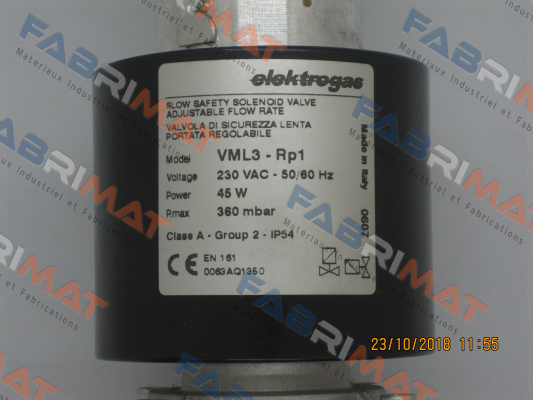 elektrogas
SLOW SAFETY SOLENOID VALVE
ADJUSTABLE FLOW RATE
VALVOLA DI SICUREZZA LENTA
PORTATA REGOLABILE
Model VML3 - Rp1
Voltage 230 VAC - 50/60 Hz
Power 45 W
Pmax 360 mbar
Class A - Group 2 - IP54
CE EN 161
0063AQ1350
Made in Italy 0607
23/10/2018 11:55
FABRIMAT
Materiaux Industriel et Fabrications